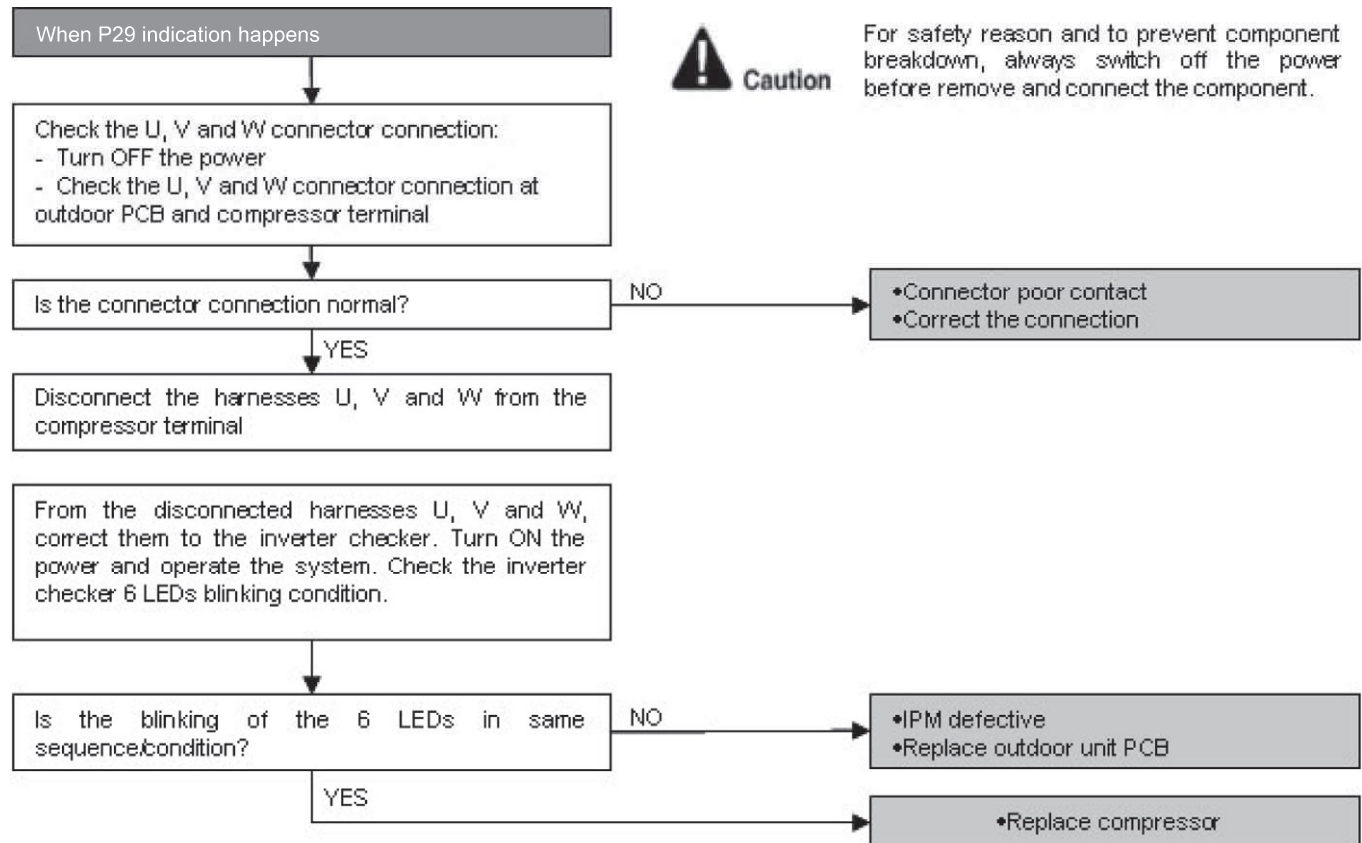 When P29 indication happens
Caution
For safety reason and to prevent component
breakdown, always switch off the power
before remove and connect the component.
Check the U, V and W connector connection:
- Turn OFF the power
- Check the U, V and W connector connection at
outdoor PCB and compressor terminal
Is the connector connection normal?
NO
•Connector poor contact
•Correct the connection
YES
Disconnect the harnesses U, V and W from the
compressor terminal
From the disconnected harnesses U, V and W,
correct them to the inverter checker. Turn ON the
power and operate the system. Check the inverter
checker 6 LEDs blinking condition.
Is the blinking of the 6 LEDs in same
sequence/condition?
NO
•IPM defective
•Replace outdoor unit PCB
YES
•Replace compressor